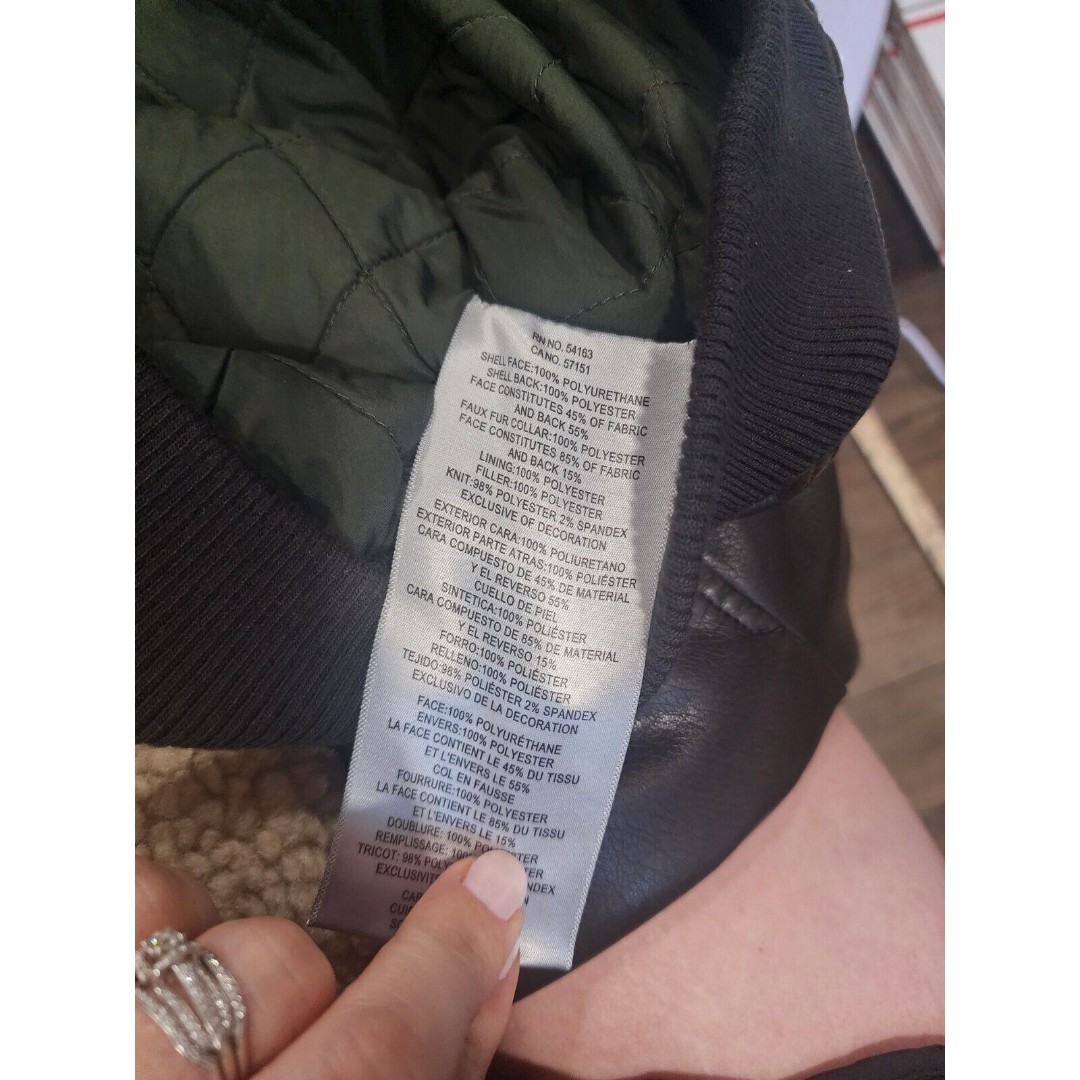 RN NO. 54163
CA NO. 57151
SHELL FACE:100% POLYURETHANE
SHELL BACK:100% POLYESTER
FACE CONSTITUTES 45% OF FABRIC
AND BACK 55%
FAUX FUR COLLAR:100% POLYESTER
FACE CONSTITUTES 85% OF FABRIC
AND BACK 15%
LINING:100% POLYESTER
FILLER:100% POLYESTER
KNIT:98% POLYESTER 2% SPANDEX
EXCLUSIVE OF DECORATION
EXTERIOR CARA:100% POLIURETANO
EXTERIOR PARTE ATRAS:100% POLIÉSTER
CARA COMPUESTO DE 45% DE MATERIAL
Y EL REVERSO 55%
CUELLO DE PIEL
SINTETICA:100% POLIÉSTER
CARA COMPUESTO DE 85% DE MATERIAL
Y EL REVERSO 15%
FORRO:100% POLIÉSTER
RELLENO:100% POLIÉSTER
TEJIDO:98% POLIÉSTER 2% SPANDEX
EXCLUSIVO DE LA DECORATION
FACE:100% POLYURÉTHANE
ENVERS:100% POLYESTER
LA FACE CONTIENT LE 45% DU TISSU
ET L'ENVERS LE 55%
COL EN FAUSSE
FOURRURE:100% POLYESTER
LA FACE CONTIENT LE 85% DU TISSU
ET L'ENVERS LE 15%
DOUBLURE: 100%
REMPLISSAGE:
TRICOT: 98%